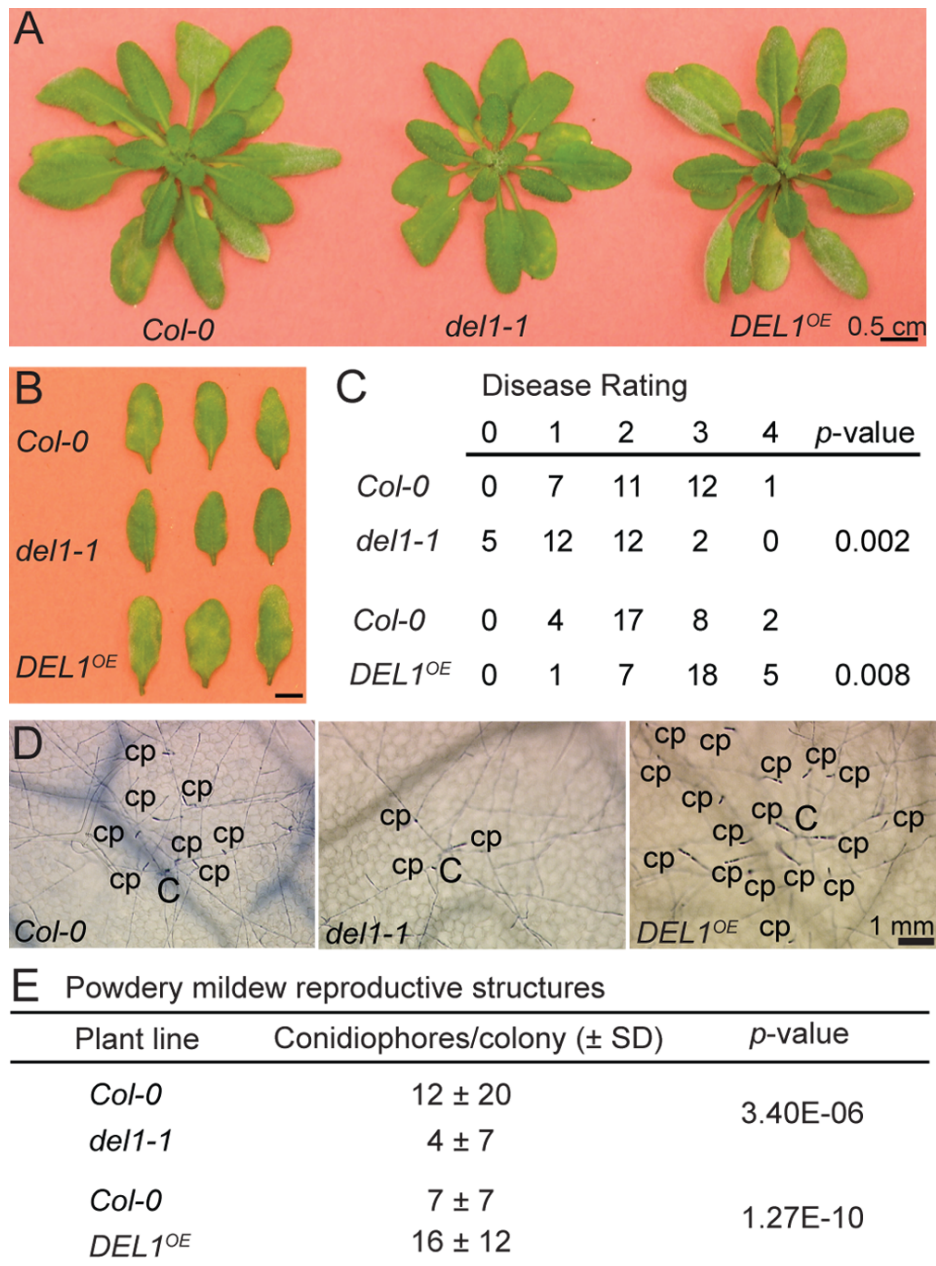 A
Col-0 del1-1 DEL1OE 0.5 cm
B
Col-0
del1-1
DEL1OE
C Disease Rating
0 1 2 3 4 p-value
Col-0 0 7 11 12 1
del1-1 5 12 12 2 0 0.002
Col-0 0 4 17 8 2
DEL1OE 0 1 7 18 5 0.008
D
cp cp cp cp cp cp cp cp C
Col-0
cp cp cp C
del1-1
cp cp cp cp cp cp cp cp C cp cp cp cp cp cp cp cp cp
DEL1OE 1 mm
E Powdery mildew reproductive structures
Plant line Conidiophores/colony (± SD) p-value
Col-0 12 ± 20
3.40E-06
del1-1 4 ± 7
Col-0 7 ± 7
1.27E-10
DEL1OE 16 ± 12